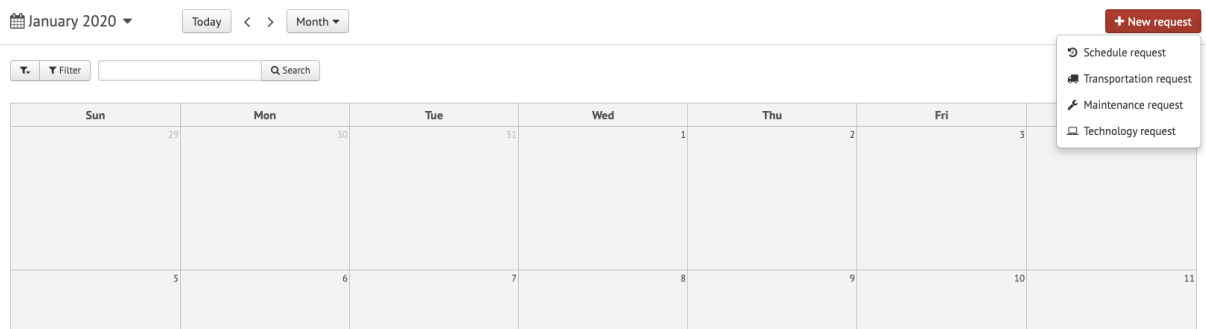 January 2020 Today < > Month + New request
Schedule request
Filter Search Transportation request
Maintenance request
Sun Mon Tue Wed Thu Fri
Technology request
29 30 31 1 2 3
5 6 7 8 9 10 11